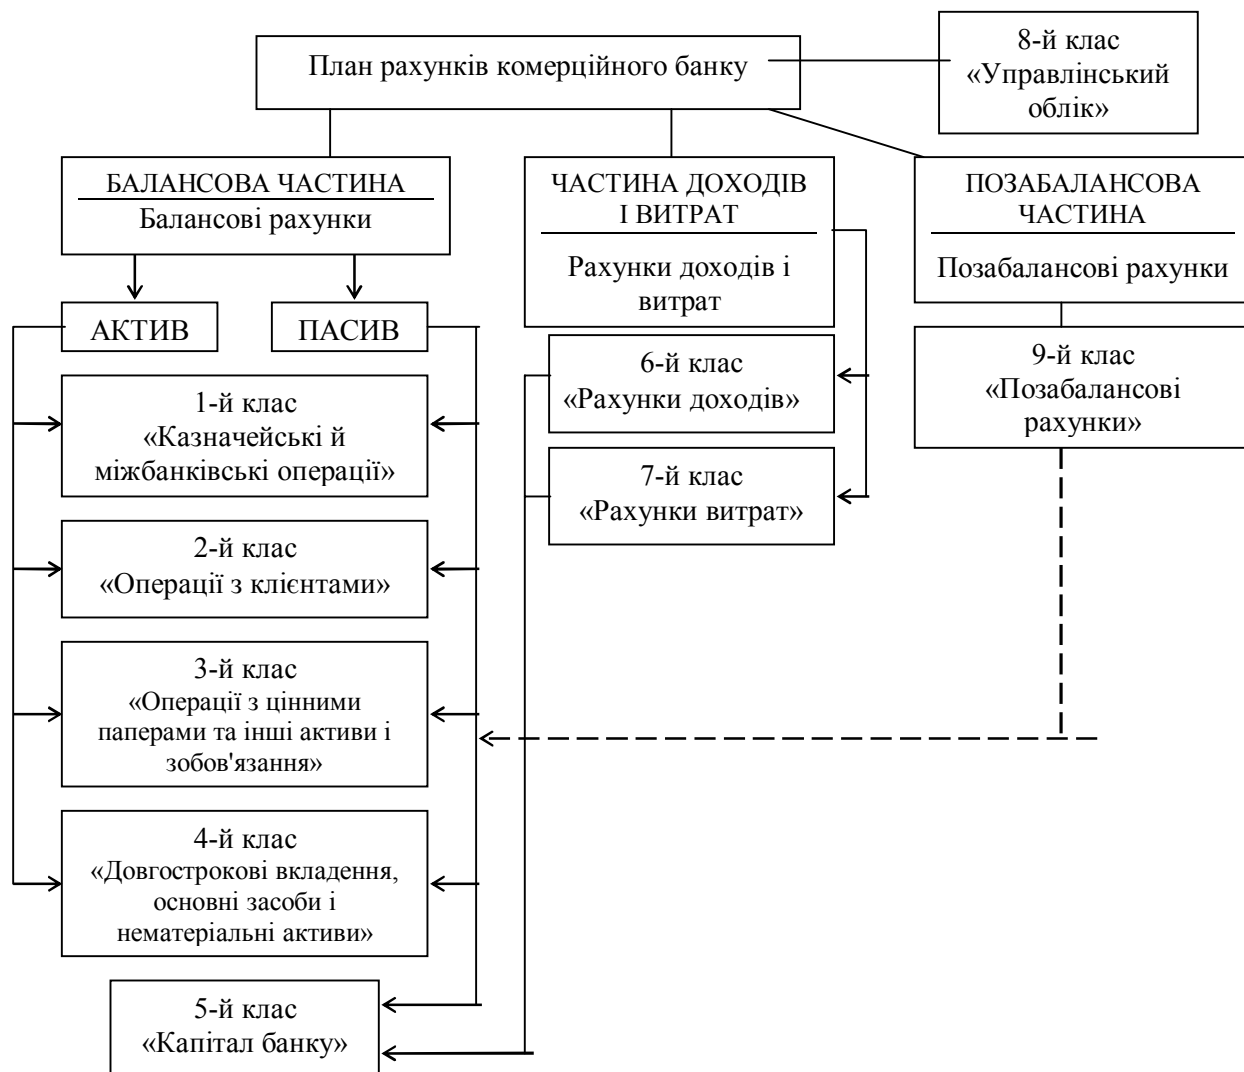 План рахунків комерційного банку
8-й клас
«Управлінський
облік»
БАЛАНСОВА ЧАСТИНА
Балансові рахунки
ЧАСТИНА ДОХОДІВ
І ВИТРАТ
Рахунки доходів і
витрат
ПОЗАБАЛАНСОВА
ЧАСТИНА
Позабалансові рахунки
АКТИВ
ПАСИВ
1-й клас
«Казначейські й
міжбанківські операції»
2-й клас
«Операції з клієнтами»
3-й клас
«Операції з цінними
паперами та інші активи і
зобов'язання»
4-й клас
«Довгострокові вкладення,
основні засоби і
нематеріальні активи»
5-й клас
«Капітал банку»
6-й клас
«Рахунки доходів»
7-й клас
«Рахунки витрат»
9-й клас
«Позабалансові
рахунки»